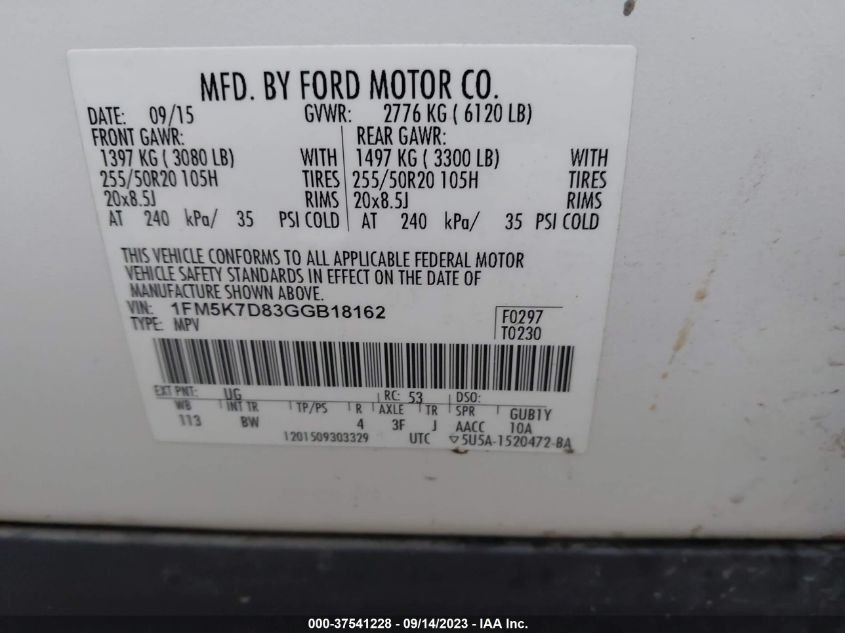 MFD. BY FORD MOTOR CO.
DATE: 09/15 GVWR: 2776 KG ( 6120 LB)
FRONT GAWR: REAR GAWR:
1397 KG ( 3080 LB) WITH 1497 KG ( 3300 LB) WITH
255/50R20 105H TIRES 255/50R20 105H TIRES
20x8.5J RIMS 20x8.5J RIMS
AT 240 kPa/ 35 PSI COLD AT 240 kPa/ 35 PSI COLD
THIS VEHICLE CONFORMS TO ALL APPLICABLE FEDERAL MOTOR
VEHICLE SAFETY STANDARDS IN EFFECT ON THE DATE OF
MANUFACTURE SHOWN ABOVE.
VIN: 1FM5K7D83GGB18162 F0297
TYPE: MPV T0230
EXT PNT: UG RC: 53 DSO:
WB INT TR TP/PS R AXLE TR SPR GUB1Y
113 BW 4 3F J AACC 10A
1201509303329 UTC ▽5U5A-1520472-BA
000-37541228 - 09/14/2023 - IAAI.COM